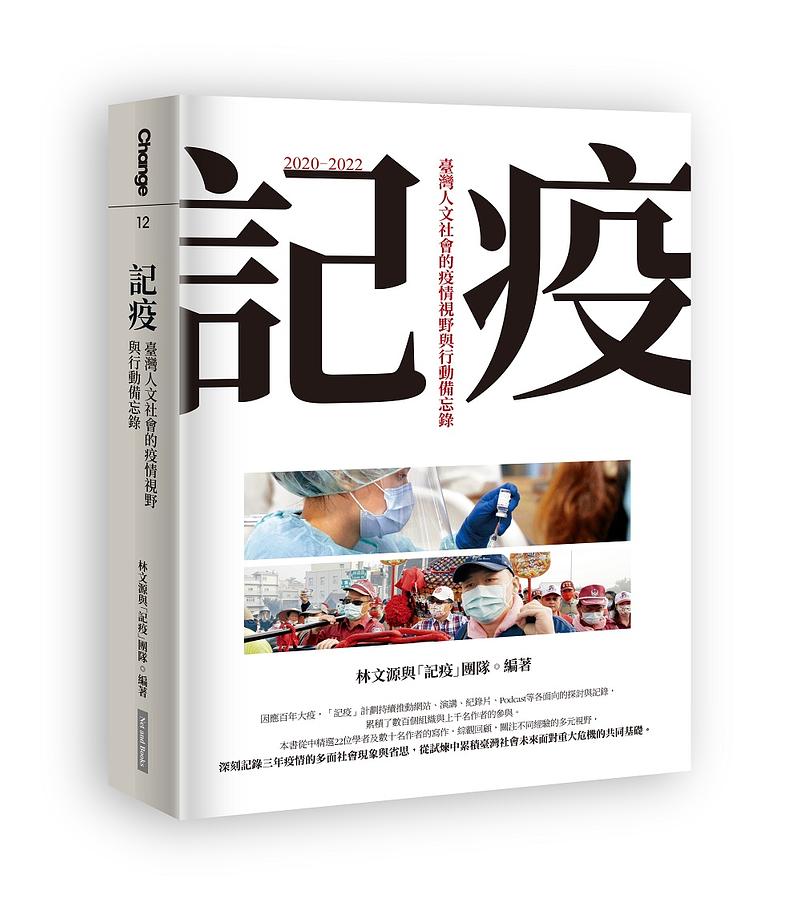 Change
12
記疫
臺灣人文社會的疫情視野
與行動備忘錄
林文源與「記疫」團隊。編著
Net and Books
記疫
2020-2022
臺灣人文社會的疫情視野與行動備忘錄
林文源與「記疫」團隊。編著
因應百年大疫，「記疫」計劃持續推動網站、演講、紀錄片、Podcast等各面向的探討與記錄，
累積了數百個組織與上千名作者的參與。
本書從中精選22位學者及數十名作者的寫作，綜觀回顧，關注不同經驗的多元視野，
深刻記錄三年疫情的多面社會現象與省思，從試煉中累積臺灣社會未來面對重大危機的共同基礎。